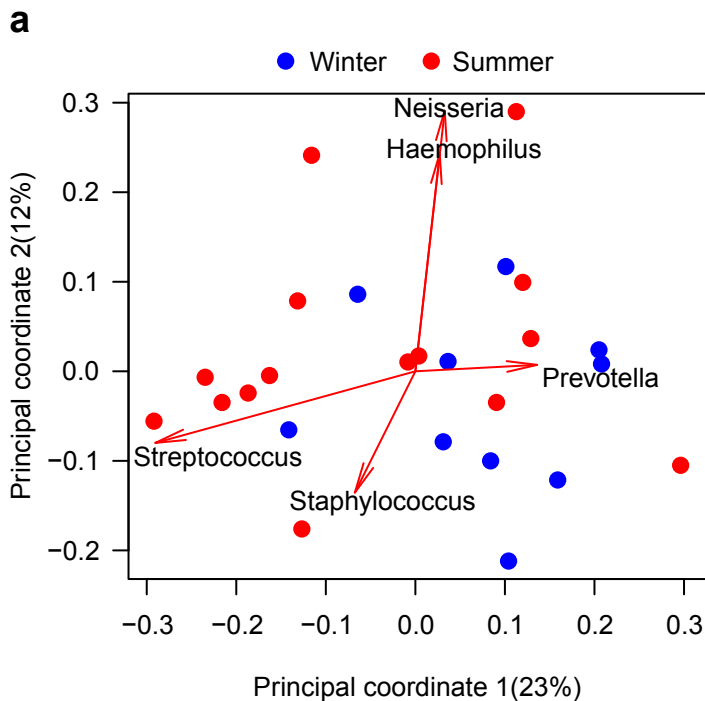 a
Winter Summer
Neisseria
Haemophilus
Prevotella
Streptococcus
Staphylococcus
Principal coordinate 2(12%)
0.3
0.2
0.1
0.0
−0.1
−0.2
−0.3 −0.2 −0.1 0.0 0.1 0.2 0.3
Principal coordinate 1(23%)